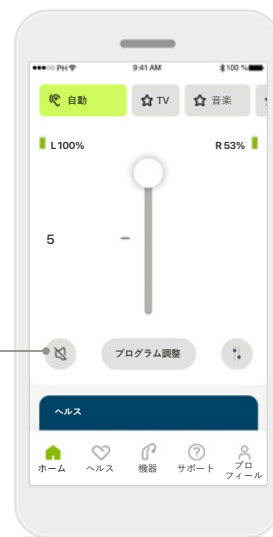 PH 9:41 AM 100 %
自動 TV 音楽
L 100% R 53%
5
プログラム調整
ヘルス
ホーム ヘルス 機器 サポート プロフィール